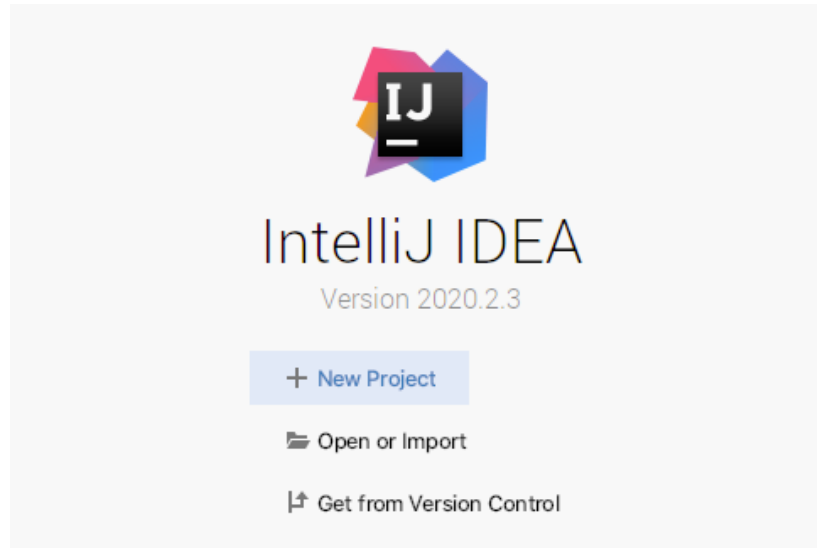 IJ
IntelliJ IDEA
Version 2020.2.3
New Project
Open or Import
Get from Version Control